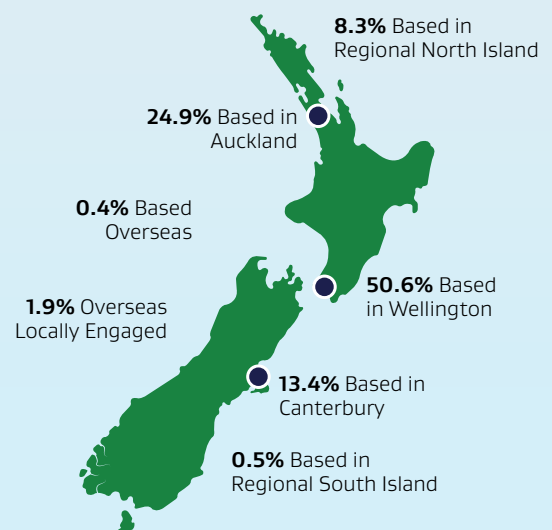 8.3% Based in
Regional North Island
24.9% Based in
Auckland
0.4% Based
Overseas
50.6% Based
in Wellington
1.9% Overseas
Locally Engaged
13.4% Based in
Canterbury
0.5% Based in
Regional South Island